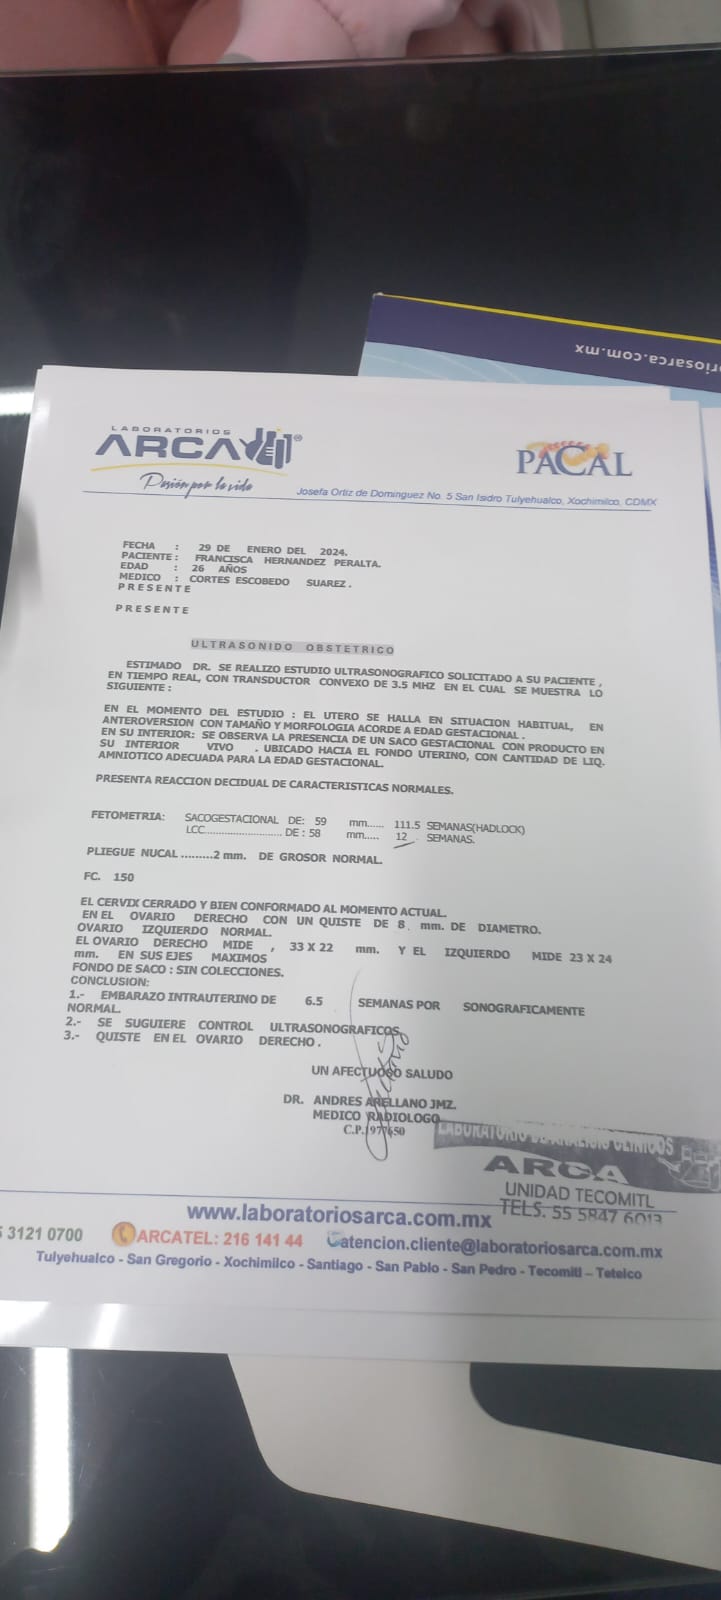 oriosarca.com.mx
LABORATORIOS
ARCA®
Pasión por la vida
PACAL
Josefa Ortiz de Dominguez No. 5 San Isidro Tulyehualco, Xochimilco, CDMX
FECHA : 29 DE ENERO DEL 2024.
PACIENTE : FRANCISCA HERNANDEZ PERALTA.
EDAD : 26 AÑOS
MEDICO : CORTES ESCOBEDO SUAREZ .
P R E S E N T E
P R E S E N T E
ULTRASONIDO OBSTETRICO
ESTIMADO DR. SE REALIZO ESTUDIO ULTRASONOGRAFICO SOLICITADO A SU PACIENTE ,
EN TIEMPO REAL, CON TRANSDUCTOR CONVEXO DE 3.5 MHZ EN EL CUAL SE MUESTRA LO
SIGUIENTE :
EN EL MOMENTO DEL ESTUDIO : EL UTERO SE HALLA EN SITUACION HABITUAL, EN
ANTEROVERSION CON TAMAÑO Y MORFOLOGIA ACORDE A EDAD GESTACIONAL .
EN SU INTERIOR: SE OBSERVA LA PRESENCIA DE UN SACO GESTACIONAL CON PRODUCTO EN
SU INTERIOR VIVO . UBICADO HACIA EL FONDO UTERINO, CON CANTIDAD DE LIQ.
AMNIOTICO ADECUADA PARA LA EDAD GESTACIONAL.
PRESENTA REACCION DECIDUAL DE CARACTERISTICAS NORMALES.
FETOMETRIA: SACOGESTACIONAL DE: 59 mm...... 111.5 SEMANAS(HADLOCK)
LCC.......................... DE : 58 mm..... 12 . SEMANAS.
PLIEGUE NUCAL .........2 mm. DE GROSOR NORMAL.
FC. 150
EL CERVIX CERRADO Y BIEN CONFORMADO AL MOMENTO ACTUAL.
EN EL OVARIO DERECHO CON UN QUISTE DE 8 . mm. DE DIAMETRO.
OVARIO IZQUIERDO NORMAL.
EL OVARIO DERECHO MIDE , 33 X 22 mm. Y EL IZQUIERDO MIDE 23 X 24
mm. EN SUS EJES MAXIMOS
FONDO DE SACO : SIN COLECCIONES.
CONCLUSION:
1.- EMBARAZO INTRAUTERINO DE 6.5 SEMANAS POR SONOGRAFICAMENTE
NORMAL.
2.- SE SUGUIERE CONTROL ULTRASONOGRAFICOS.
3.- QUISTE EN EL OVARIO DERECHO .
UN AFECTUOSO SALUDO
DR. ANDRES ARELLANO JMZ.
MEDICO RADIOLOGO
C.P.1977650
LABORATORIO DE ANALISIS CLINICOS
ARCA
UNIDAD TECOMITL
TELS. 55 5847 6013
www.laboratoriosarca.com.mx
5 3121 0700 ARCATEL: 216 141 44 atencion.cliente@laboratoriosarca.com.mx
Tulyehualco - San Gregorio - Xochimilco - Santiago - San Pablo - San Pedro - Tecomitl – Tetelco